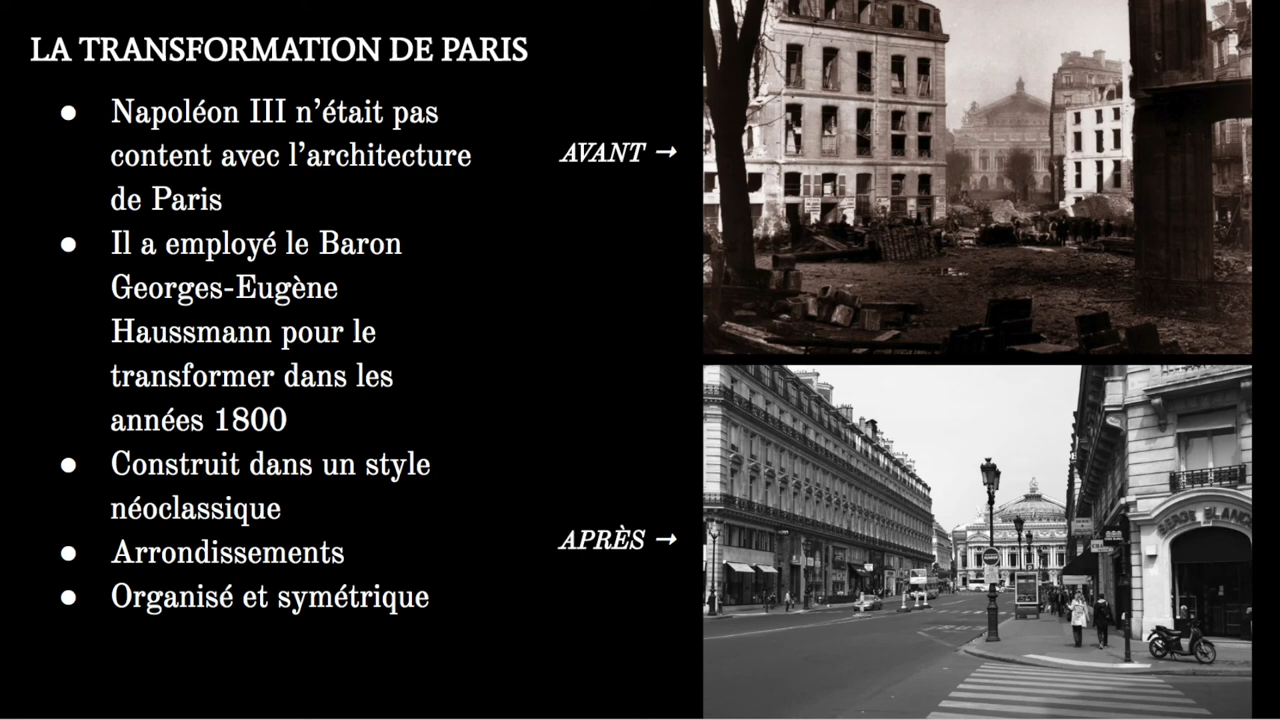 LA TRANSFORMATION DE PARIS
● Napoléon III n’était pas
content avec l’architecture
de Paris
● Il a employé le Baron
Georges-Eugène
Haussmann pour le
transformer dans les
années 1800
● Construit dans un style
néoclassique
● Arrondissements
● Organisé et symétrique
AVANT →
APRÈS →